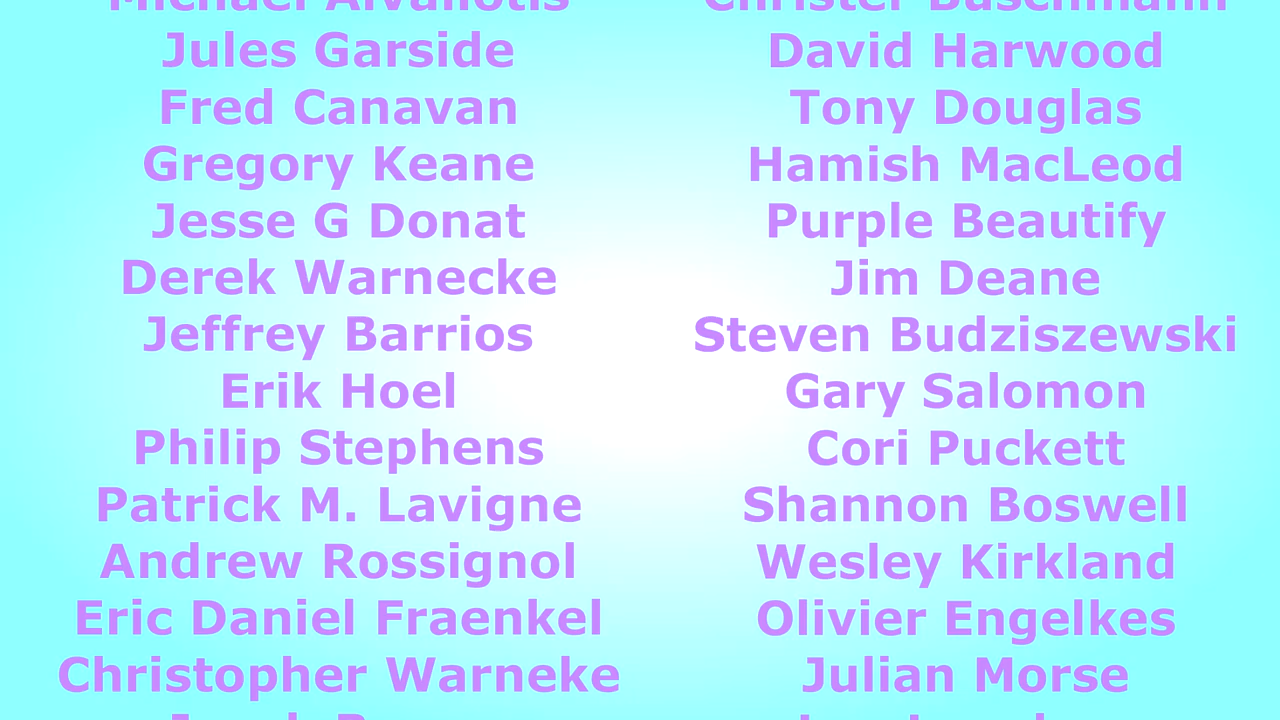 Michael Aivaliotis Christer Buschmann
Jules Garside David Harwood
Fred Canavan Tony Douglas
Gregory Keane Hamish MacLeod
Jesse G Donat Purple Beautify
Derek Warnecke Jim Deane
Jeffrey Barrios Steven Budziszewski
Erik Hoel Gary Salomon
Philip Stephens Cori Puckett
Patrick M. Lavigne Shannon Boswell
Andrew Rossignol Wesley Kirkland
Eric Daniel Fraenkel Olivier Engelkes
Christopher Warneke Julian Morse